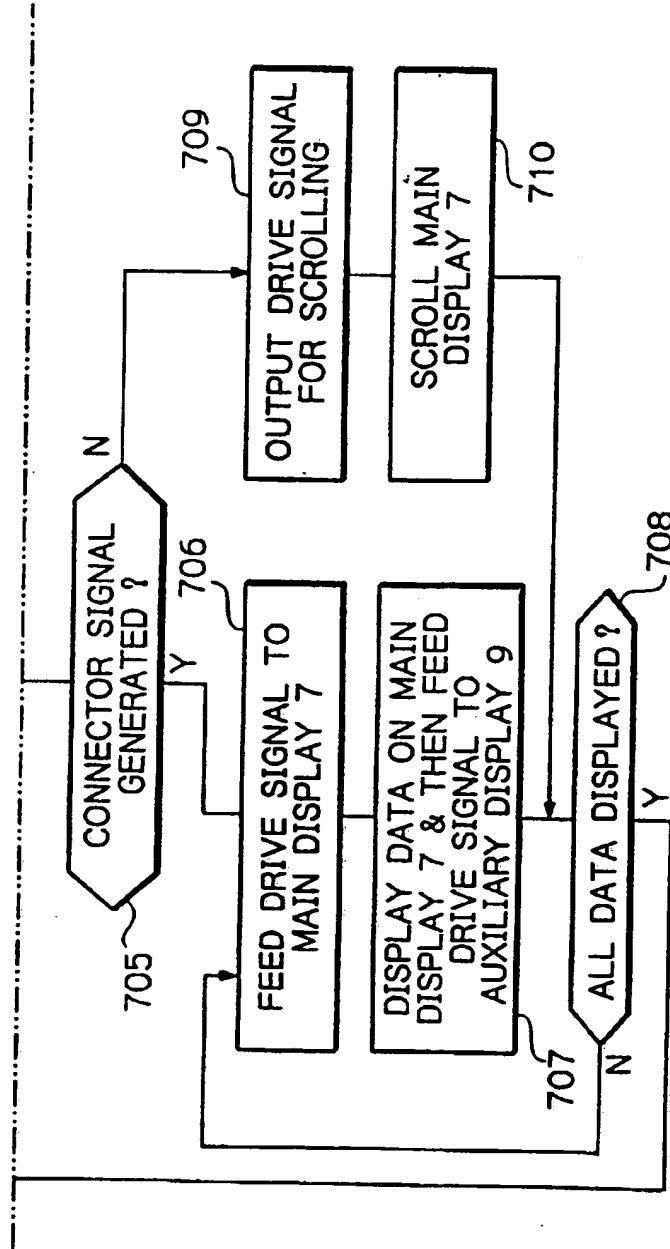 CONNECTOR SIGNAL
GENERATED ?
705
N
Y
706
FEED DRIVE SIGNAL TO
MAIN DISPLAY 7
709
OUTPUT DRIVE SIGNAL
FOR SCROLLING
DISPLAY DATA ON MAIN
DISPLAY 7 & THEN FEED
DRIVE SIGNAL TO
AUXILIARY DISPLAY 9
707
SCROLL MAIN
DISPLAY 7
710
ALL DATA DISPLAYED ?
708
N
Y